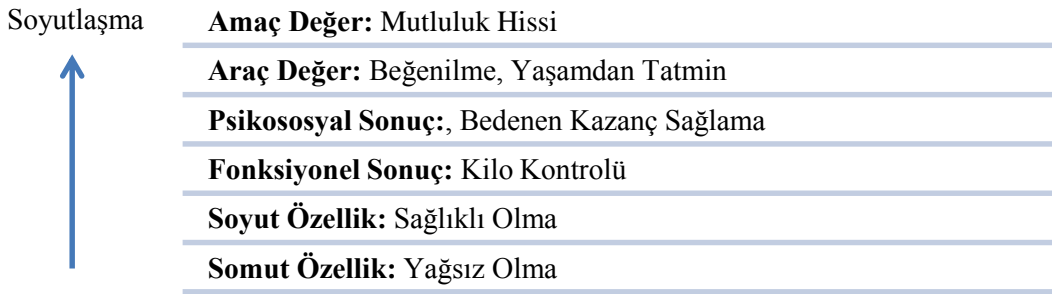 Soyutlaşma
Amaç Değer: Mutluluk Hissi
Araç Değer: Beğenilme, Yaşamdan Tatmin
Psikososyal Sonuç:, Bedenen Kazanç Sağlama
Fonksiyonel Sonuç: Kilo Kontrolü
Soyut Özellik: Sağlıklı Olma
Somut Özellik: Yağsız Olma